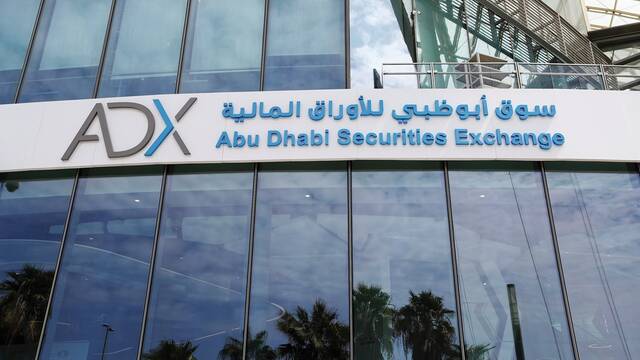 ADX
سوق أبوظبي للأوراق المالية
Abu Dhabi Securities Exchange